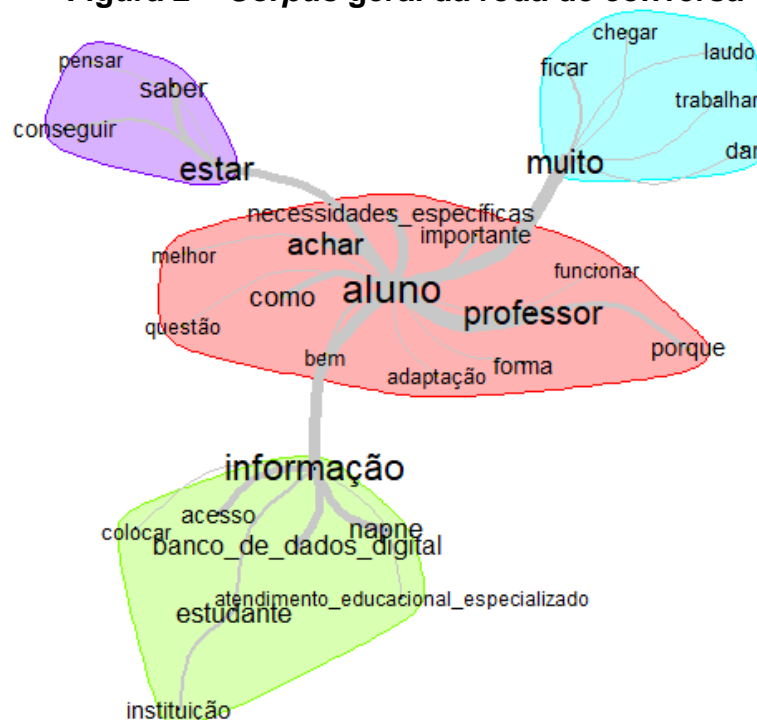 Figura 2 – Corpus geral da roda de conversa
chegar
pensar
laudo
ficar
saber
trabalhar
conseguir
dar
muito
estar
necessidades_específicas
importante
achar
melhor
funcionar
aluno
como
professor
questão
porque
bem
forma
adaptação
informação
acesso
napne
colocar
banco_de_dados_digital
atendimento_educacional_especializado
estudante
instituição